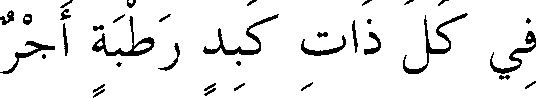 فِي كَلَ ذَاتِ كَبِدٍ رَطْبَةٍ أَجْرٌ